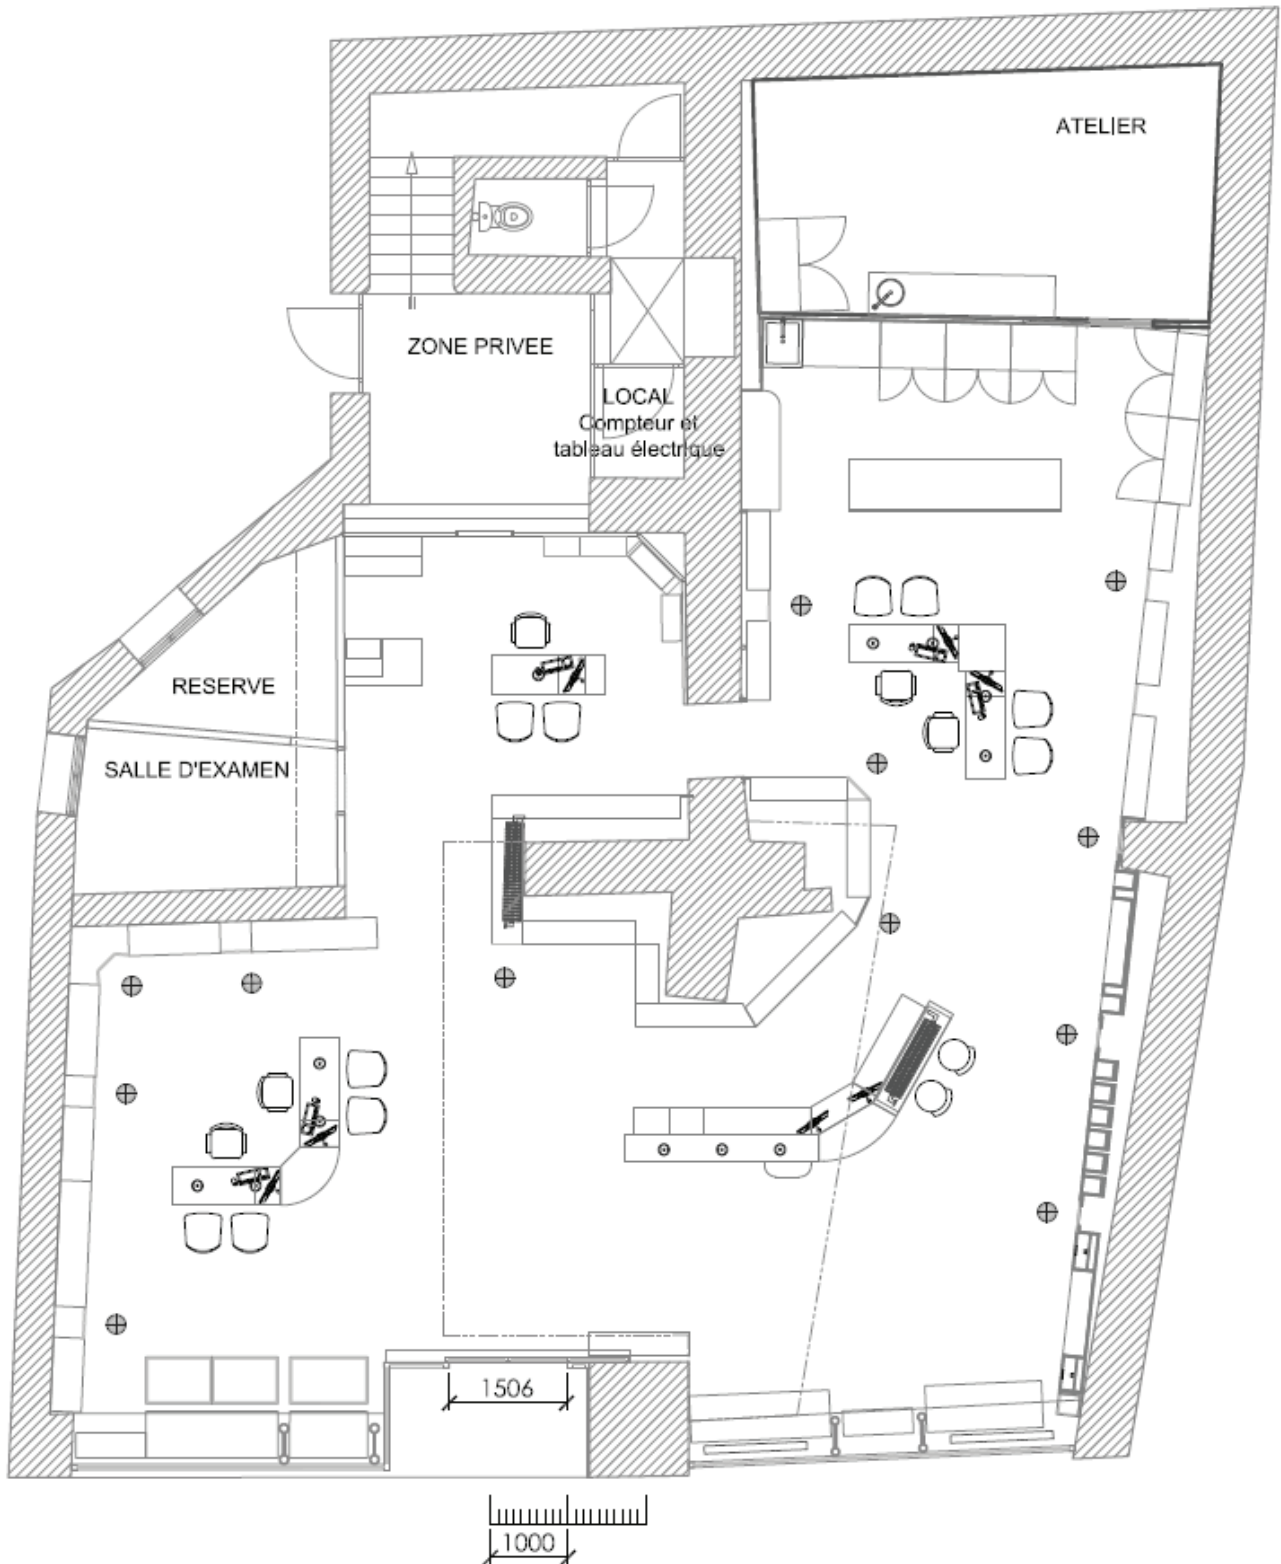 ATELIER
ZONE PRIVEE
LOCAL
Compteur et
tableau électrique
RESERVE
SALLE D'EXAMEN
1506
1000